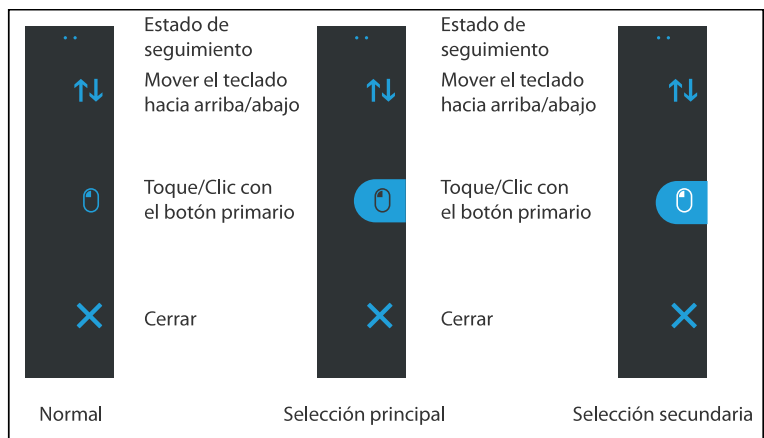 Estado de
seguimiento
Mover el teclado
hacia arriba/abajo
Toque/Clic con
el botón primario
Cerrar
Estado de
seguimiento
Mover el teclado
hacia arriba/abajo
Toque/Clic con
el botón primario
Cerrar
Normal
Selección principal
Selección secundaria